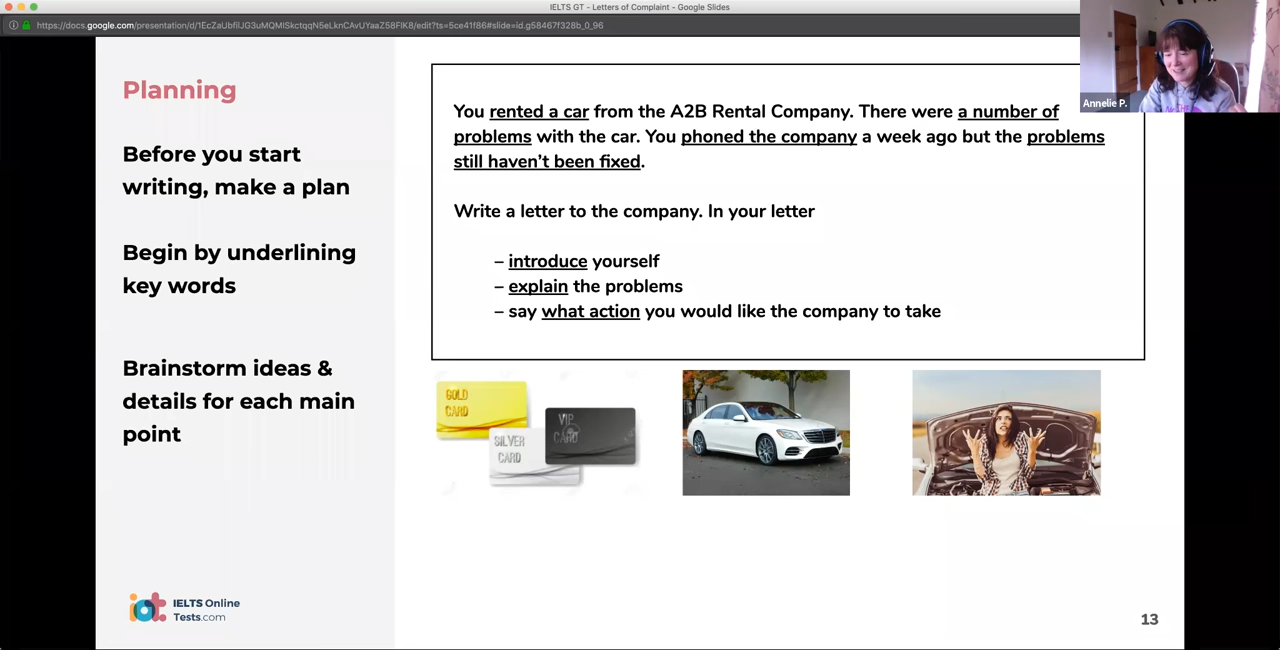 IELTS GT - Letters of Complaint - Google Slides
Annelie P.
Planning
Before you start
writing, make a plan
Begin by underlining
key words
Brainstorm ideas &
details for each main
point
You rented a car from the A2B Rental Company. There were a number of
problems with the car. You phoned the company a week ago but the problems
still haven't been fixed.
Write a letter to the company. In your letter
– introduce yourself
– explain the problems
– say what action you would like the company to take
GOLD
CARD
SILVER
CARD
VIP
CARD
IELTS Online
Tests.com
iot
13